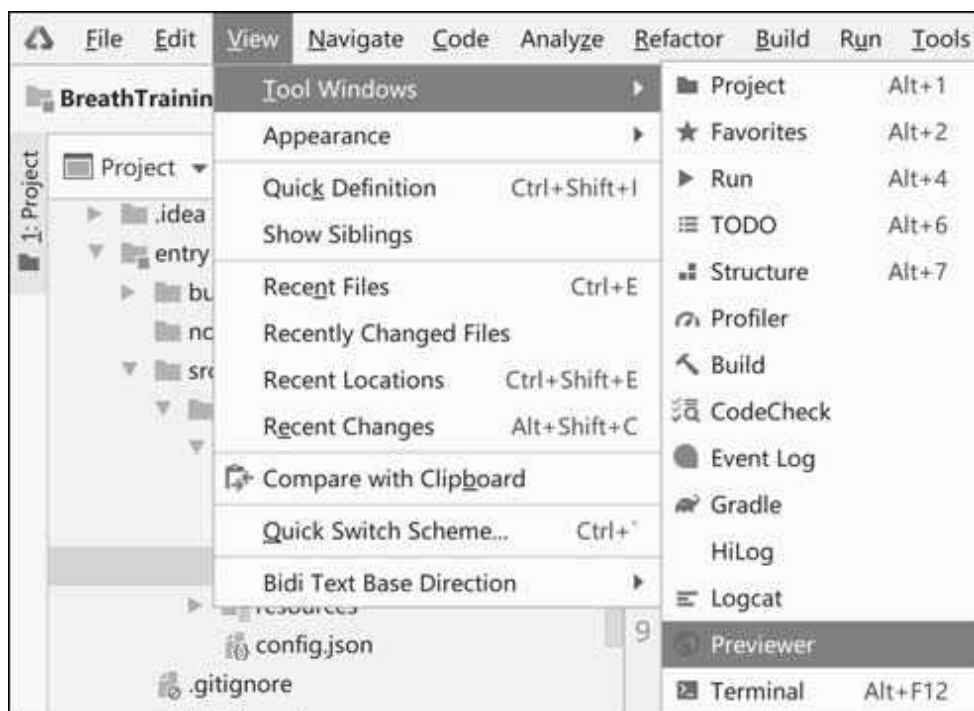 File Edit View Navigate Code Analyze Refactor Build Run Tools
BreathTrainin
1: Project
Project
.idea
entry
bu
nc
src
resources
config.json
.gitignore
9
Tool Windows
Appearance
Quick Definition Ctrl+Shift+I
Show Siblings
Recent Files Ctrl+E
Recently Changed Files
Recent Locations Ctrl+Shift+E
Recent Changes Alt+Shift+C
Compare with Clipboard
Quick Switch Scheme... Ctrl+`
Bidi Text Base Direction
Project Alt+1
Favorites Alt+2
Run Alt+4
TODO Alt+6
Structure Alt+7
Profiler
Build
CodeCheck
Event Log
Gradle
HiLog
Logcat
Previewer
Terminal Alt+F12